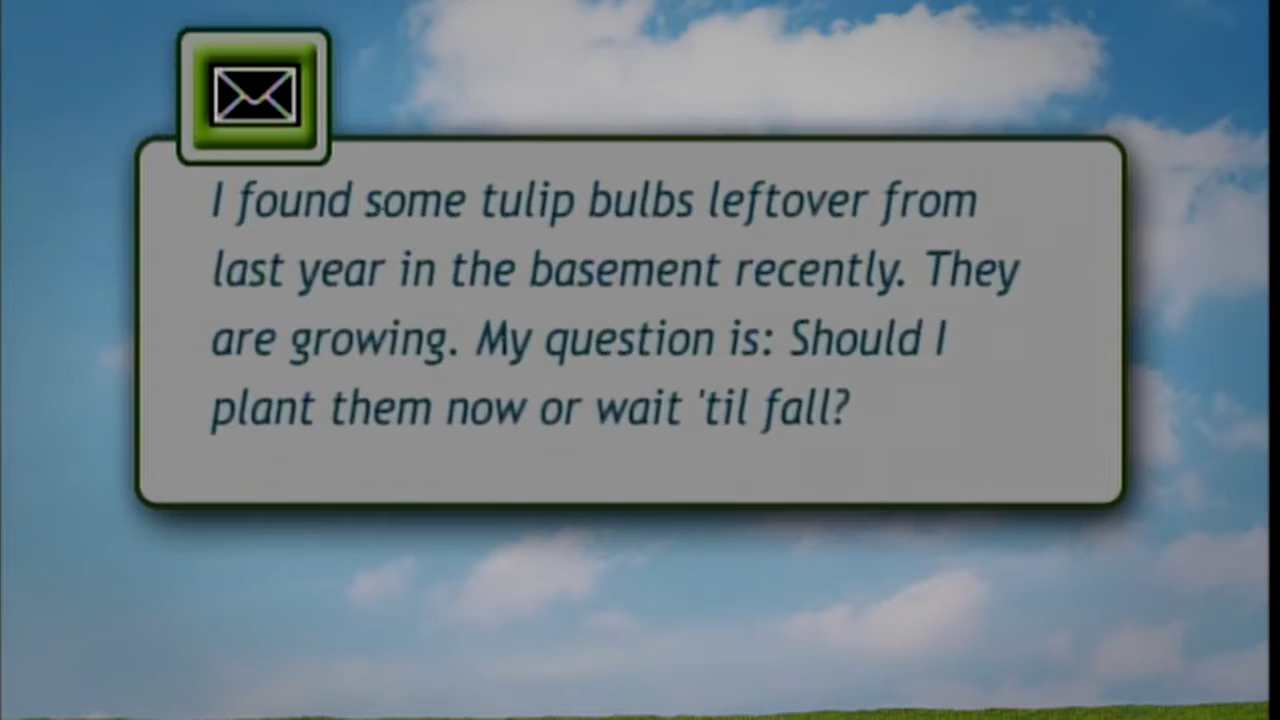 I found some tulip bulbs leftover from
last year in the basement recently. They
are growing. My question is: Should I
plant them now or wait 'til fall?